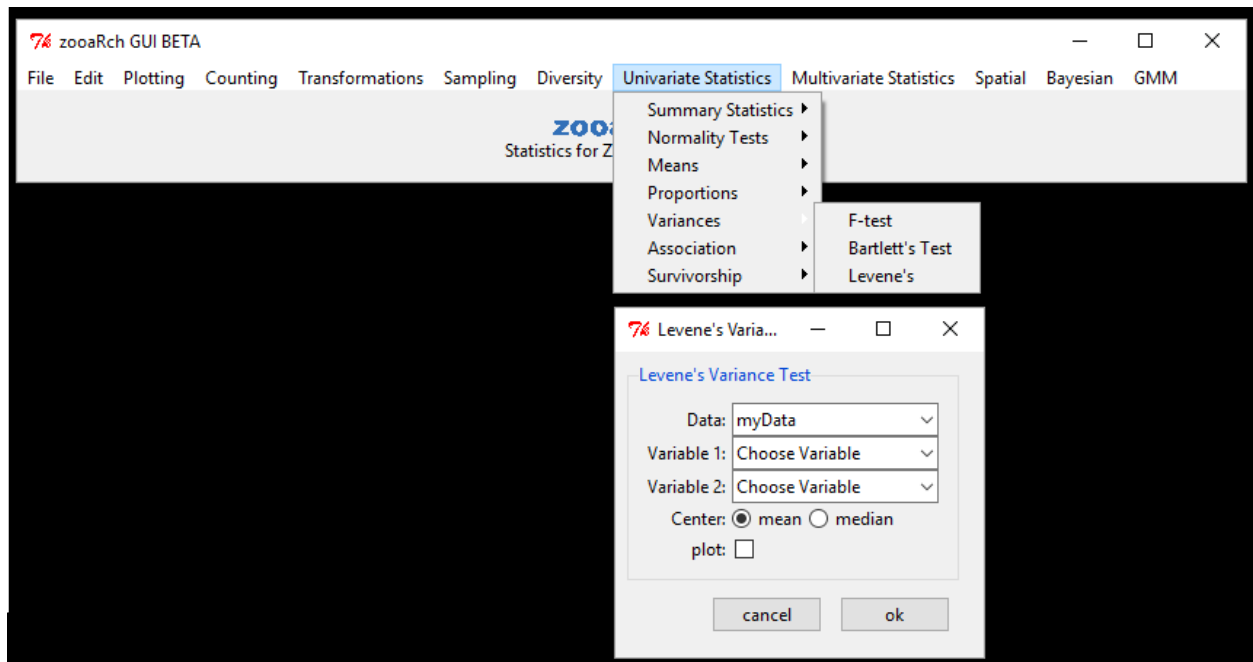 zooaRch GUI BETA
File Edit Plotting Counting Transformations Sampling Diversity Univariate Statistics Multivariate Statistics Spatial Bayesian GMM
Statistics for
Summary Statistics
Normality Tests
Means
Proportions
Variances
Association
Survivorship
F-test
Bartlett's Test
Levene's
Levene's Varia...
Levene's Variance Test
Data: myData
Variable 1: Choose Variable
Variable 2: Choose Variable
Center: mean median
plot:
cancel ok